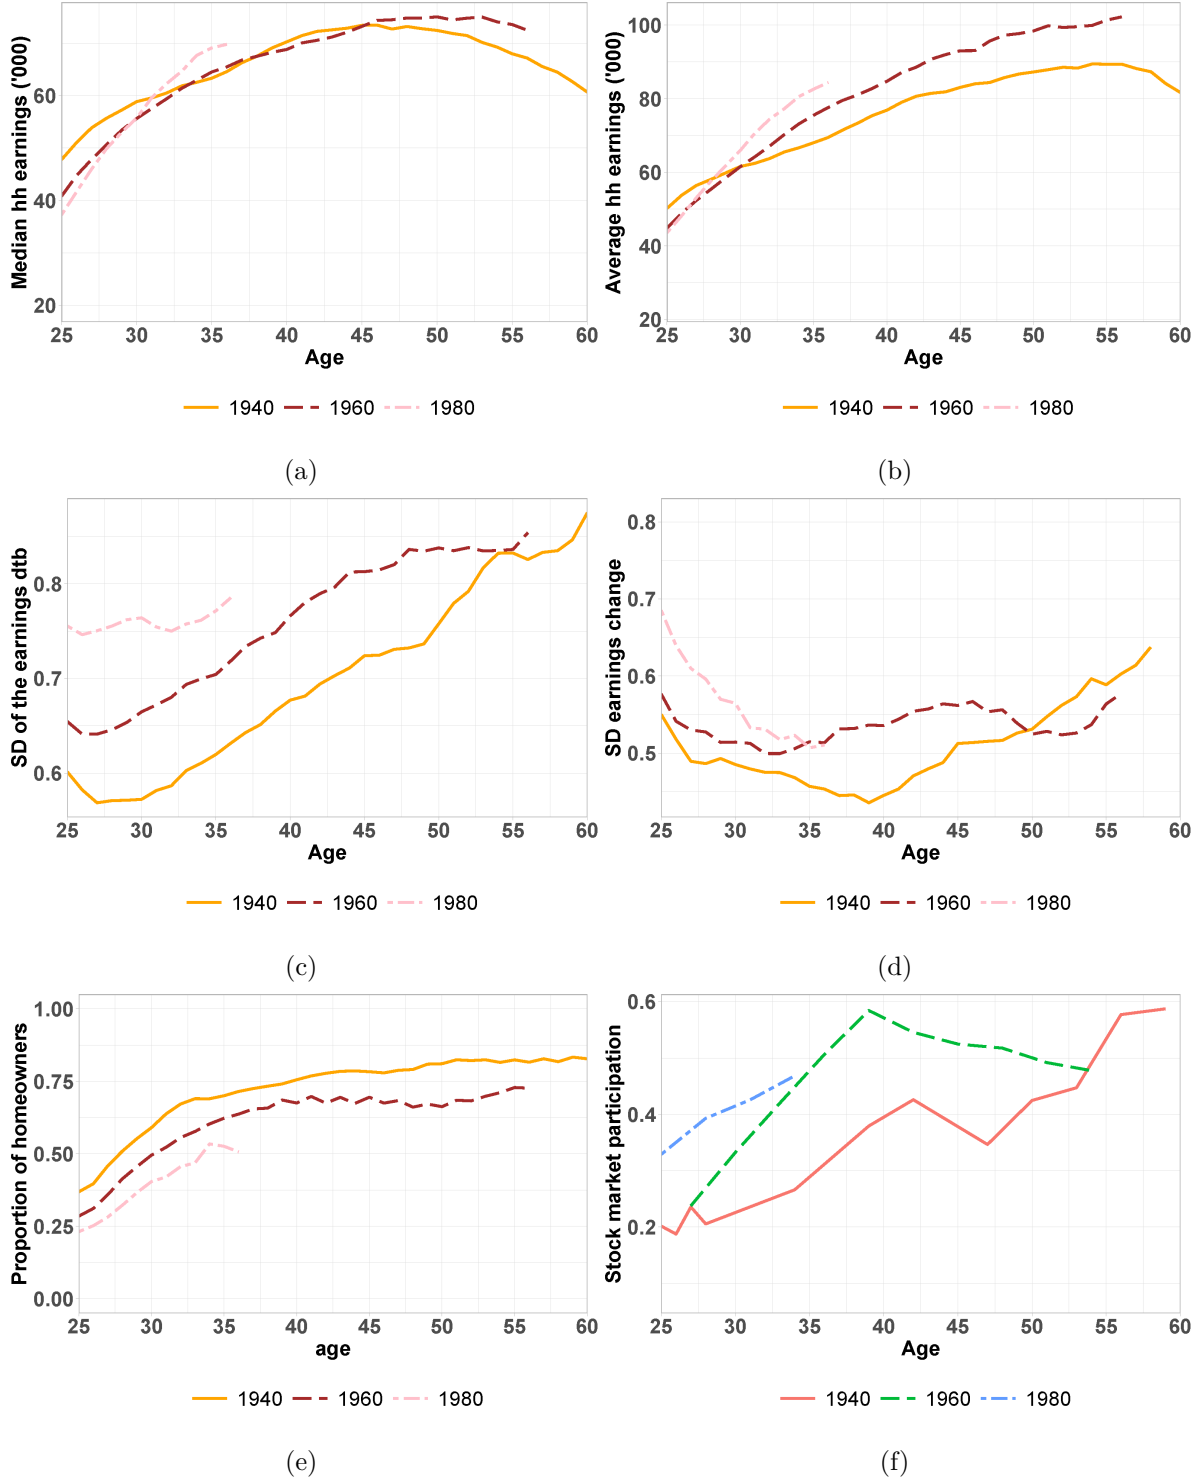 Median hh earnings ('000)
60
40
20
25 30 35 40 45 50 55 60
Age
1940 1960 1980
(a)
Average hh earnings ('000)
100
80
60
40
20
25 30 35 40 45 50 55 60
Age
1940 1960 1980
(b)
SD of the earnings dtb
0.8
0.7
0.6
25 30 35 40 45 50 55 60
Age
1940 1960 1980
(c)
SD earnings change
0.8
0.7
0.6
0.5
25 30 35 40 45 50 55 60
Age
1940 1960 1980
(d)
Proportion of homeowners
1.00
0.75
0.50
0.25
0.00
25 30 35 40 45 50 55 60
age
1940 1960 1980
(e)
Stock market participation
0.6
0.4
0.2
25 30 35 40 45 50 55 60
Age
1940 1960 1980
(f)